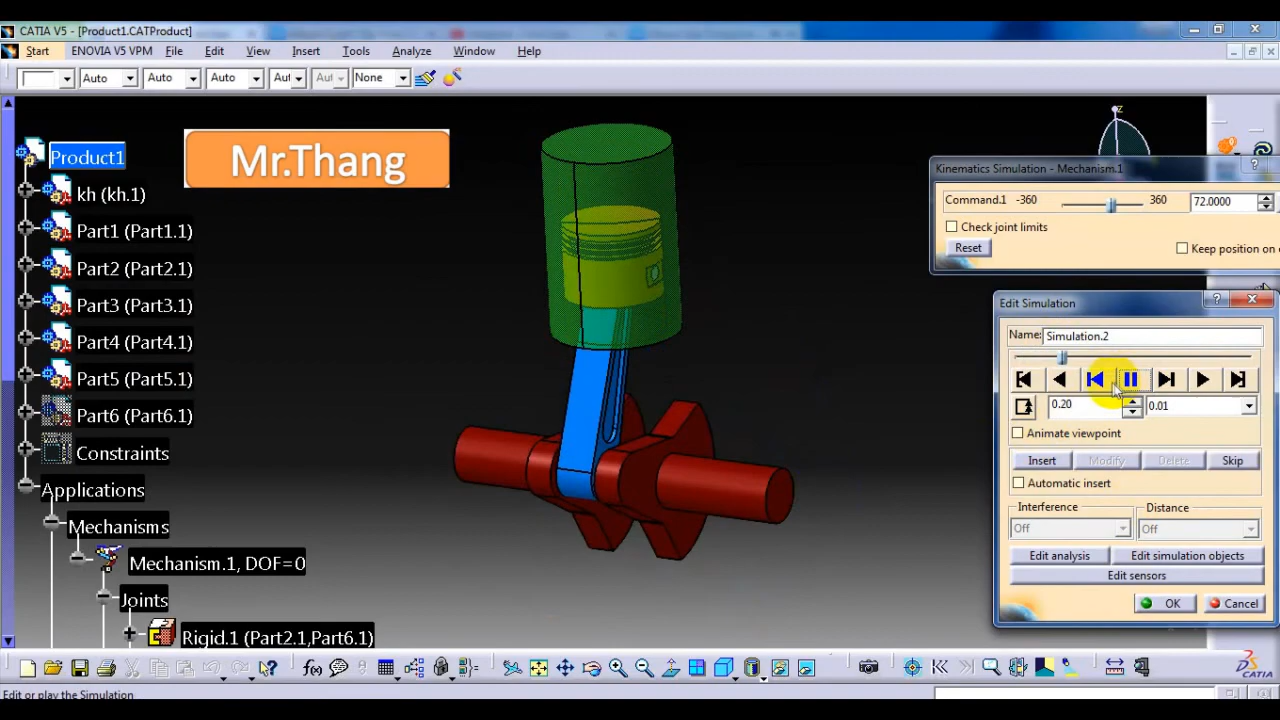 CATIA V5 - [Product1.CATProduct]
Start ENOVIA V5 VPM File Edit View Insert Tools Analyze Window Help
Auto Auto Auto Aut Aut None
Mr.Thang
Product1
kh (kh.1)
Part1 (Part1.1)
Part2 (Part2.1)
Part3 (Part3.1)
Part4 (Part4.1)
Part5 (Part5.1)
Part6 (Part6.1)
Constraints
Applications
Mechanisms
Mechanism.1, DOF=0
Joints
Rigid.1 (Part2.1,Part6.1)
z
Kinematics Simulation - Mechanism.1
Command.1 -360 360 72.0000
Check joint limits
Reset Keep position on
Edit Simulation
Name: Simulation.2
0.20 0.01
Animate viewpoint
Insert Modify Delete Skip
Automatic insert
Interference Distance
Off Off
Edit analysis Edit simulation objects
Edit sensors
OK Cancel
f(x)
CATIA
Edit or play the Simulation